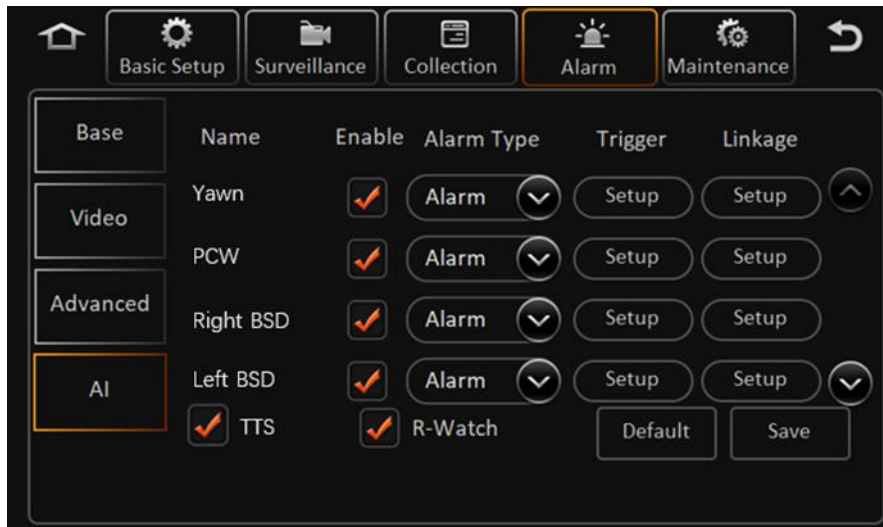 Basic Setup Surveillance Collection Alarm Maintenance
Base
Video
Advanced
AI
Name Enable Alarm Type Trigger Linkage
Yawn Alarm Setup Setup
PCW Alarm Setup Setup
Right BSD Alarm Setup Setup
Left BSD Alarm Setup Setup
TTS R-Watch Default Save